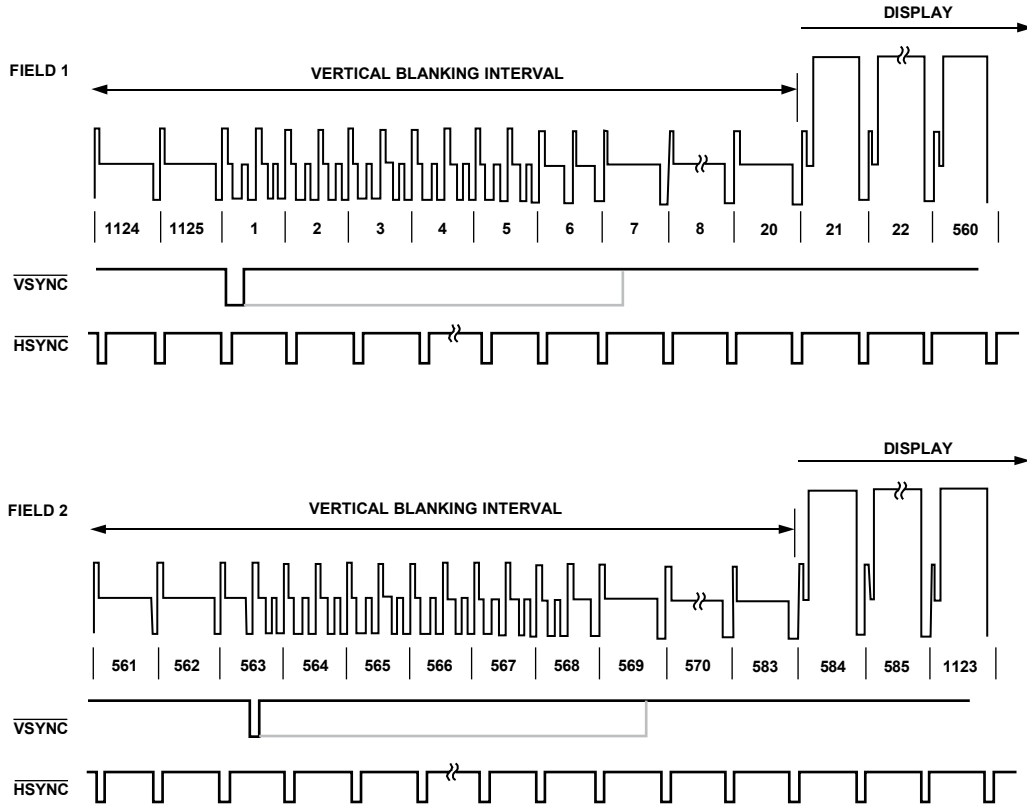 DISPLAY
FIELD 1
VERTICAL BLANKING INTERVAL
1124 1125 1 2 3 4 5 6 7 8 20 21 22 560
VSYNC
HSYNC
DISPLAY
FIELD 2
VERTICAL BLANKING INTERVAL
561 562 563 564 565 566 567 568 569 570 583 584 585 1123
VSYNC
HSYNC